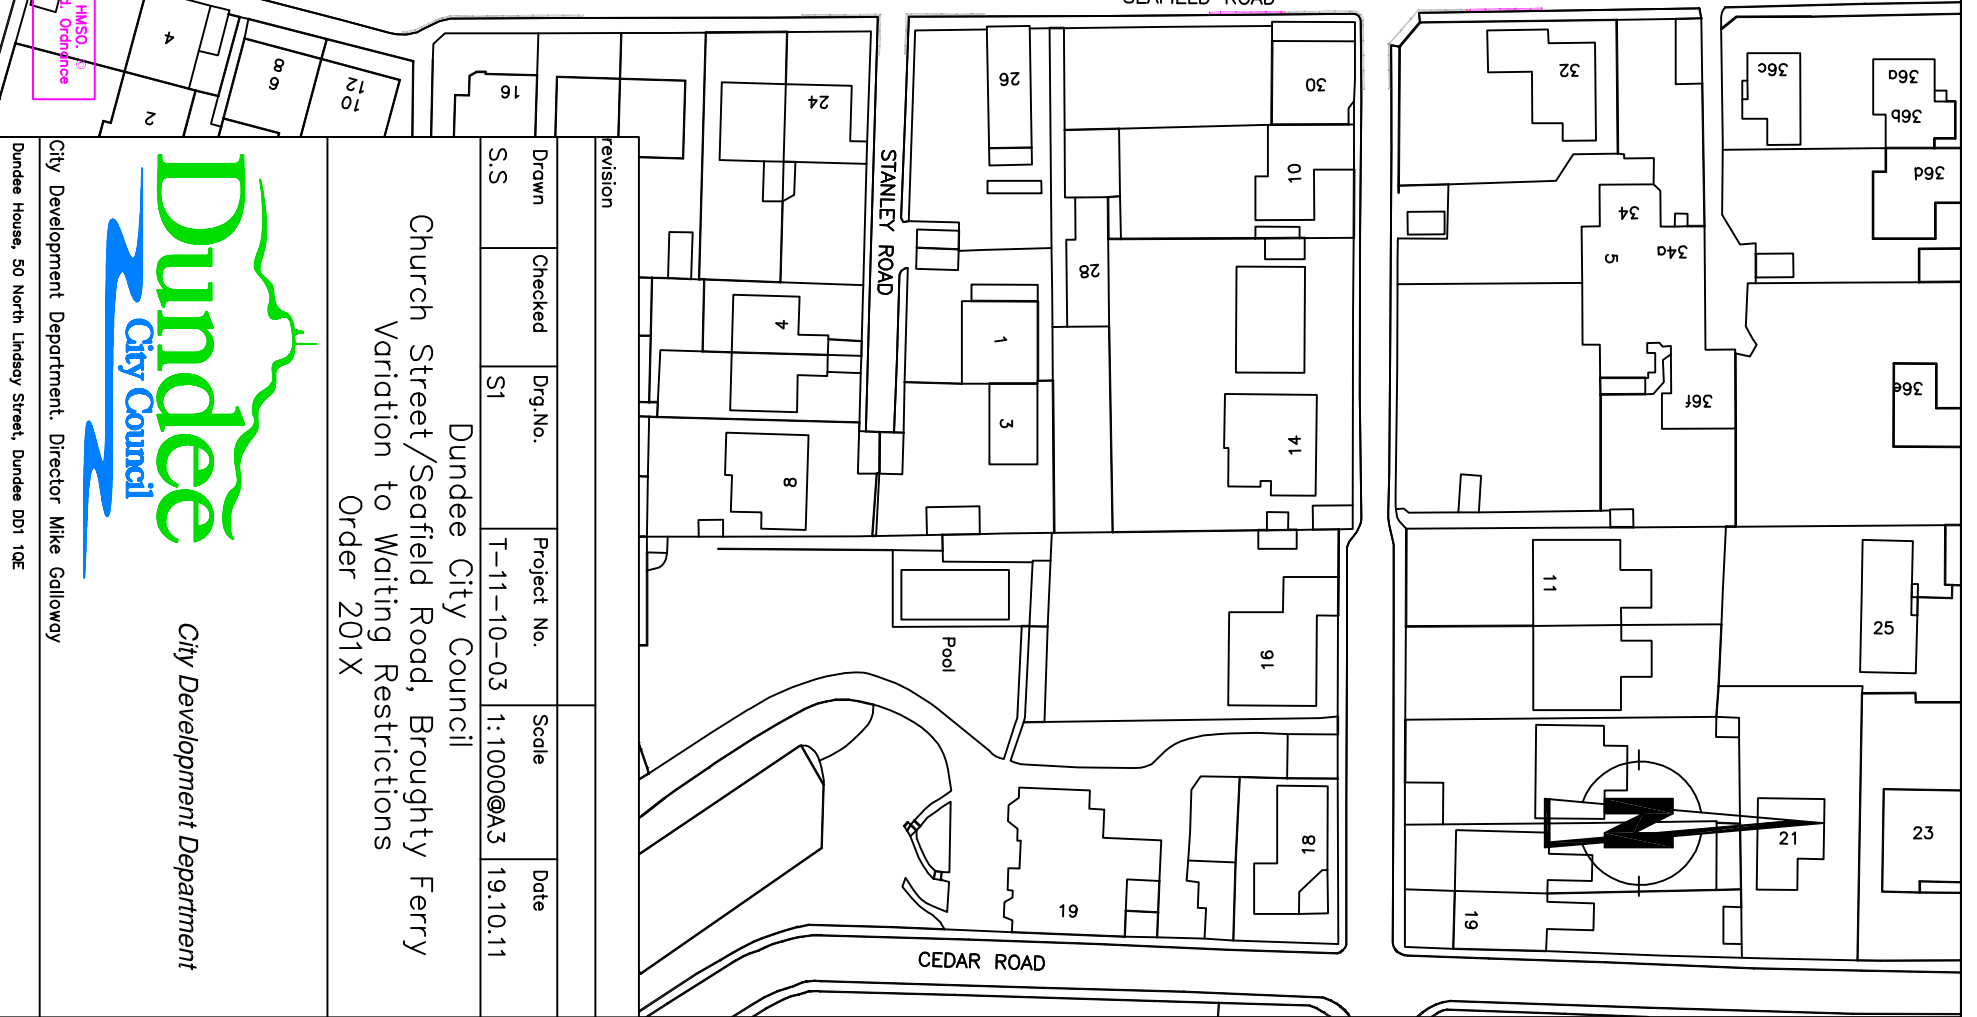 SEAFIELD ROAD
HMSO. ©
d. Ordnance
revision
Drawn
Checked
Drg.No.
Project No.
Scale
Date
S.S
S1
T-11-10-03
1:1000@A3
19.10.11
Dundee City Council
Church Street/Seafield Road, Broughty Ferry
Variation to Waiting Restrictions
Order 201X
Dundee
City Council
City Development Department
City Development Department. Director Mike Galloway
Dundee House, 50 North Lindsay Street, Dundee DD1 1QE
STANLEY ROAD
CEDAR ROAD
Pool
4
2
8
6
12
10
16
24
26
30
10
28
32
34
34a
5
36a
36b
36c
36d
36e
36f
4
8
1
3
14
16
18
19
11
25
21
23
19
N